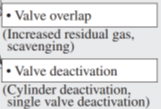 • Valve overlap
(Increased residual gas,
scavenging)
• Valve deactivation
(Cylinder deactivation,
single valve deactivation)